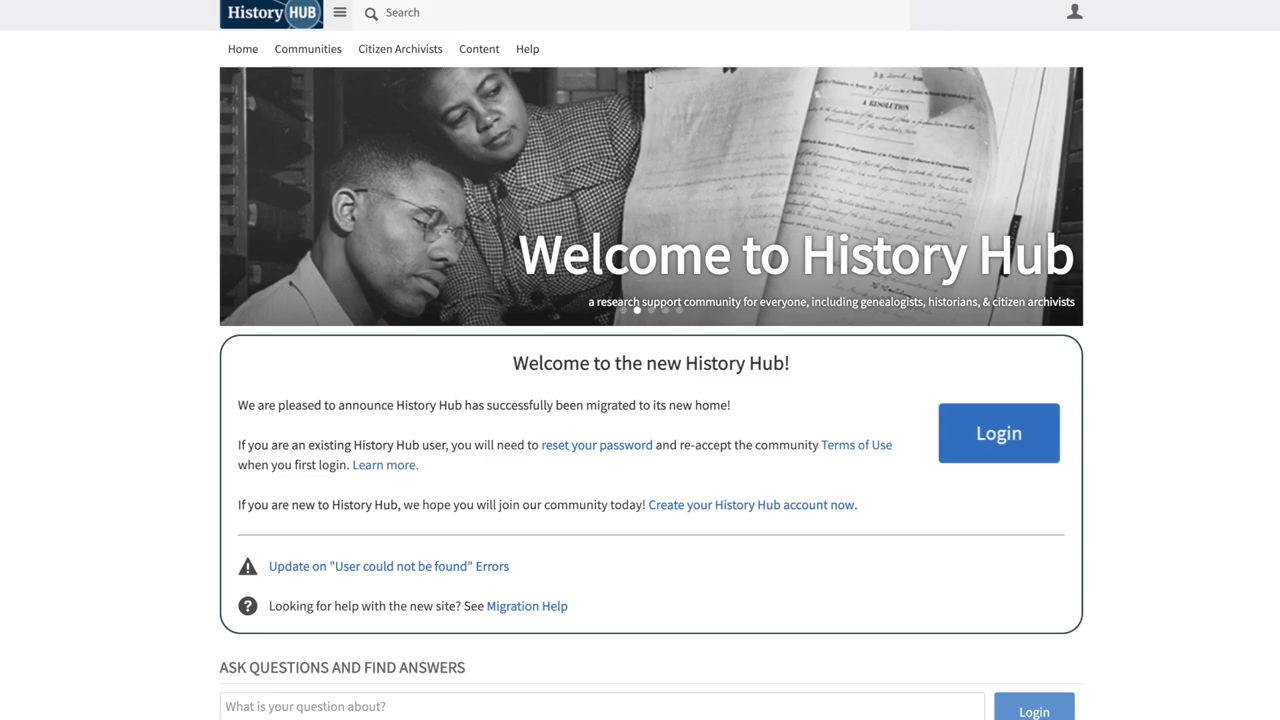 History HUB
Search
Home Communities Citizen Archivists Content Help
A RESOLUTION
Welcome to History Hub
a research support community for everyone, including genealogists, historians, & citizen archivists
Welcome to the new History Hub!
We are pleased to announce History Hub has successfully been migrated to its new home!
Login
If you are an existing History Hub user, you will need to reset your password and re-accept the community Terms of Use
when you first login. Learn more.
If you are new to History Hub, we hope you will join our community today! Create your History Hub account now.
Update on "User could not be found" Errors
Looking for help with the new site? See Migration Help
ASK QUESTIONS AND FIND ANSWERS
What is your question about?
Login